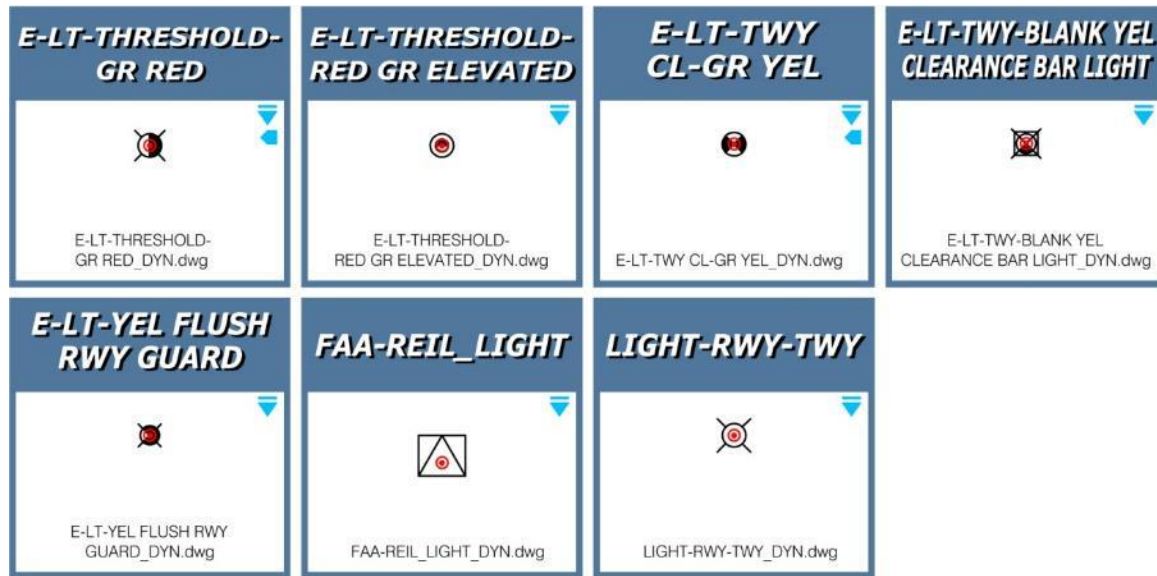 E-LT-THRESHOLD-
GR RED
E-LT-THRESHOLD-
GR RED_DYN.dwg
E-LT-THRESHOLD-
RED GR ELEVATED
E-LT-THRESHOLD-
RED GR ELEVATED_DYN.dwg
E-LT-TWY
CL-GR YEL
E-LT-TWY CL-GR YEL_DYN.dwg
E-LT-TWY-BLANK YEL
CLEARANCE BAR LIGHT
E-LT-TWY-BLANK YEL
CLEARANCE BAR LIGHT_DYN.dwg
E-LT-YEL FLUSH
RWY GUARD
E-LT-YEL FLUSH RWY
GUARD_DYN.dwg
FAA-REIL_LIGHT
FAA-REIL_LIGHT_DYN.dwg
LIGHT-RWY-TWY
LIGHT-RWY-TWY_DYN.dwg